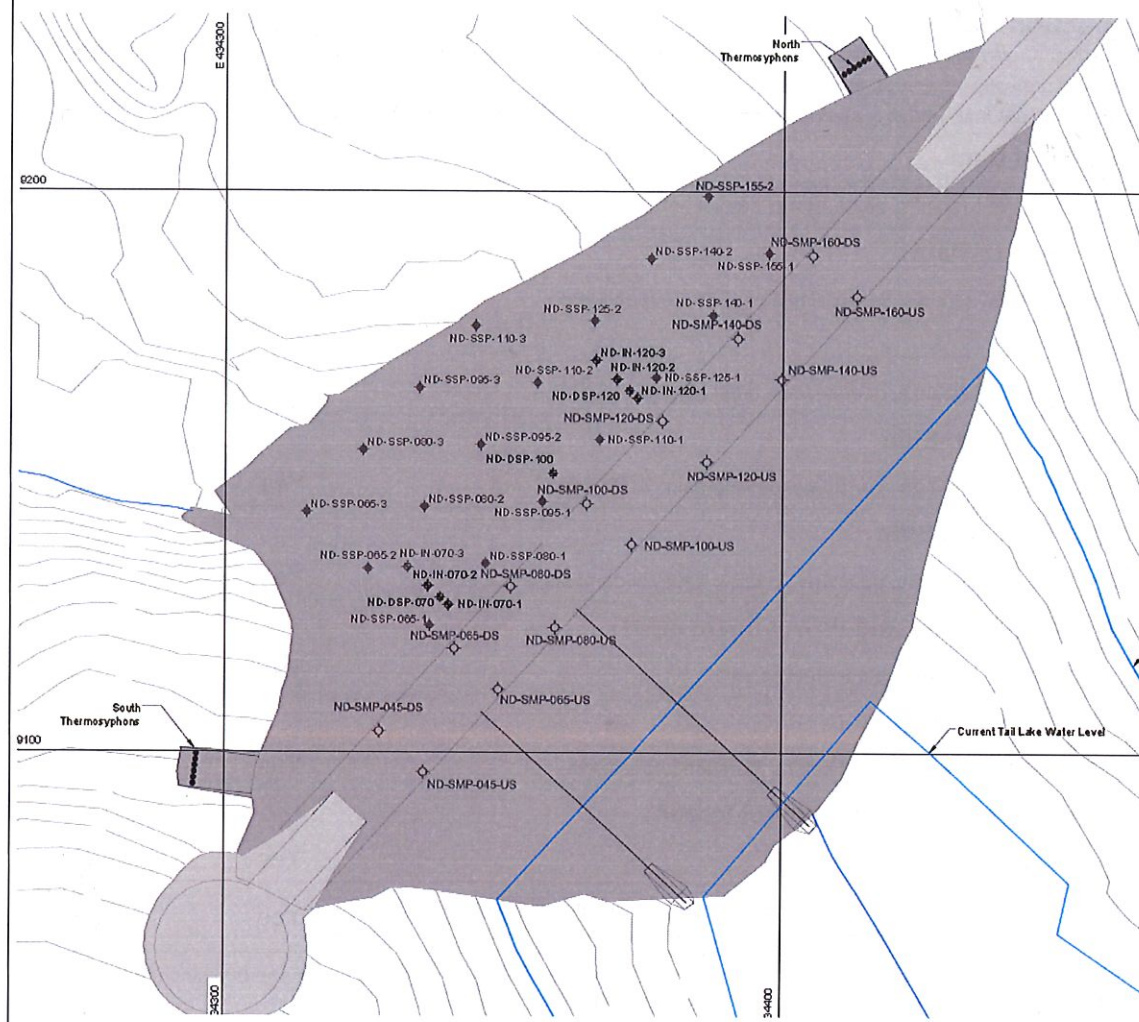 E 434300
North
Thermosyphons
9200
ND-SSP-155-2
ND-SMP-160-DS
ND-SSP-140-2
ND-SSP-155-1
ND-SMP-160-US
ND-SSP-125-2
ND-SSP-140-1
ND-SMP-140-DS
ND-SSP-110-3
ND-IN-120-3
ND-IN-120-2
ND-SSP-110-2
ND-SSP-125-1
ND-SMP-140-US
ND-SSP-095-3
ND-DSP-120
ND-IN-120-1
ND-SMP-120-DS
ND-SSP-080-3
ND-SSP-095-2
ND-SSP-110-1
ND-DSP-100
ND-SMP-120-US
ND-SMP-100-DS
ND-SSP-065-3
ND-SSP-080-2
ND-SSP-095-1
ND-SMP-100-US
ND-SSP-065-2
ND-IN-070-3
ND-SSP-080-1
ND-IN-070-2
ND-SMP-080-DS
ND-DSP-070
ND-IN-070-1
ND-SSP-065-1
ND-SMP-065-DS
ND-SMP-080-US
ND-SMP-065-US
South
Thermosyphons
ND-SMP-045-DS
9100
Current Tail Lake Water Level
ND-SMP-045-US
34300
34400